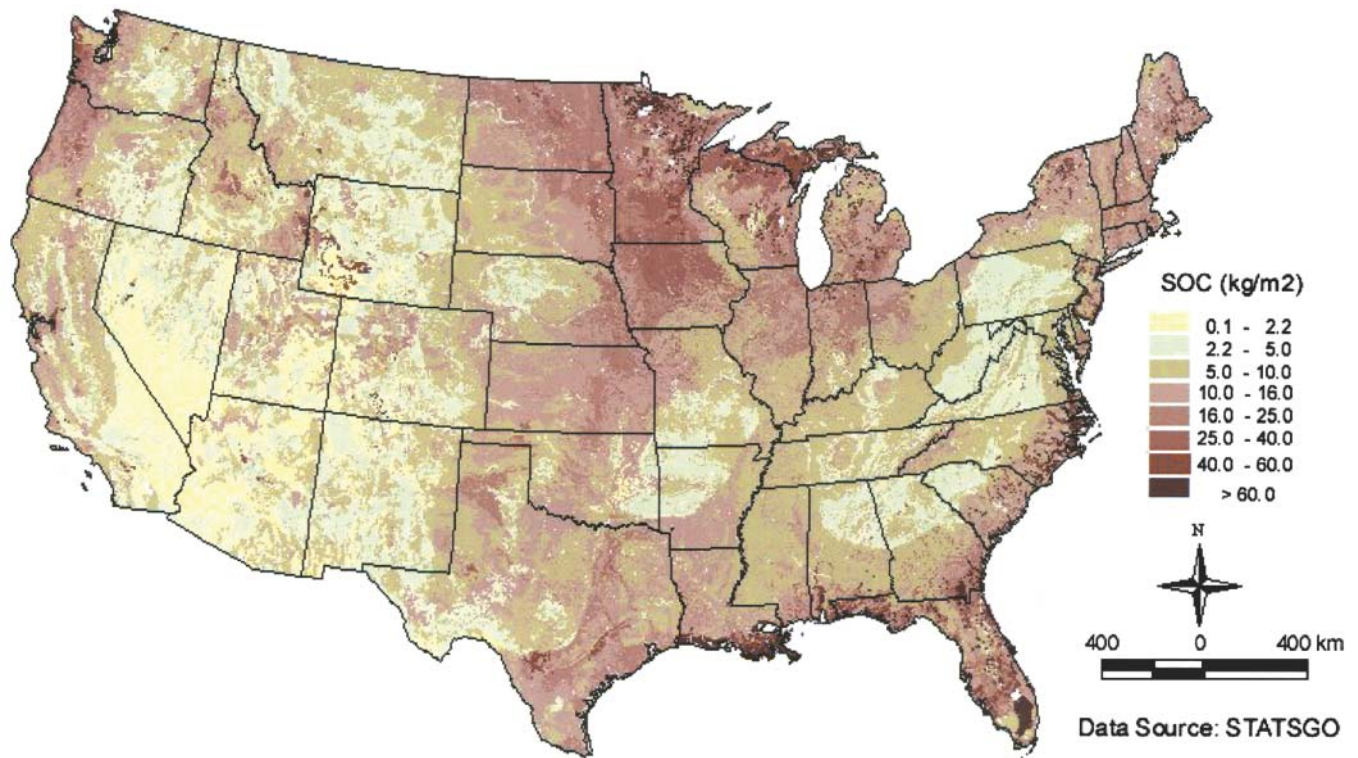 SOC (kg/m2)
0.1 - 2.2
2.2 - 5.0
5.0 - 10.0
10.0 - 16.0
16.0 - 25.0
25.0 - 40.0
40.0 - 60.0
> 60.0
N
400 0 400 km
Data Source: STATSGO